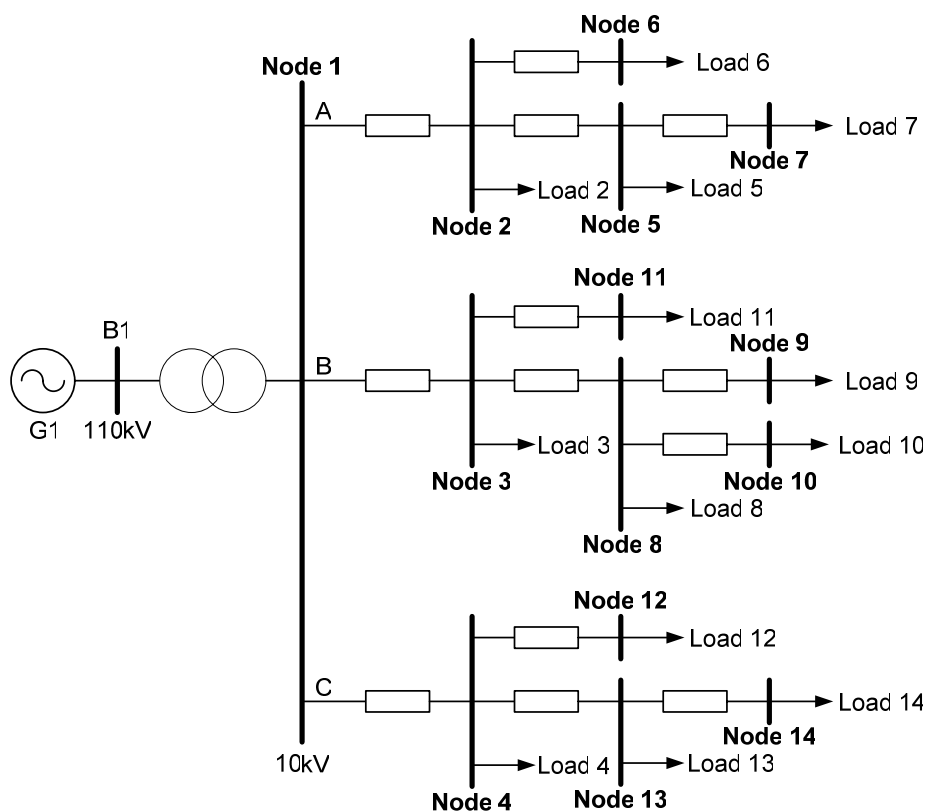 Node 6
Node 1
Load 6
A
Load 7
Node 7
Load 2
Load 5
Node 2
Node 5
Node 11
Load 11
Node 9
B1
B
Load 9
G1
110kV
Load 3
Load 10
Node 3
Node 10
Load 8
Node 8
Node 12
Load 12
C
Load 14
Node 14
10kV
Load 4
Load 13
Node 4
Node 13